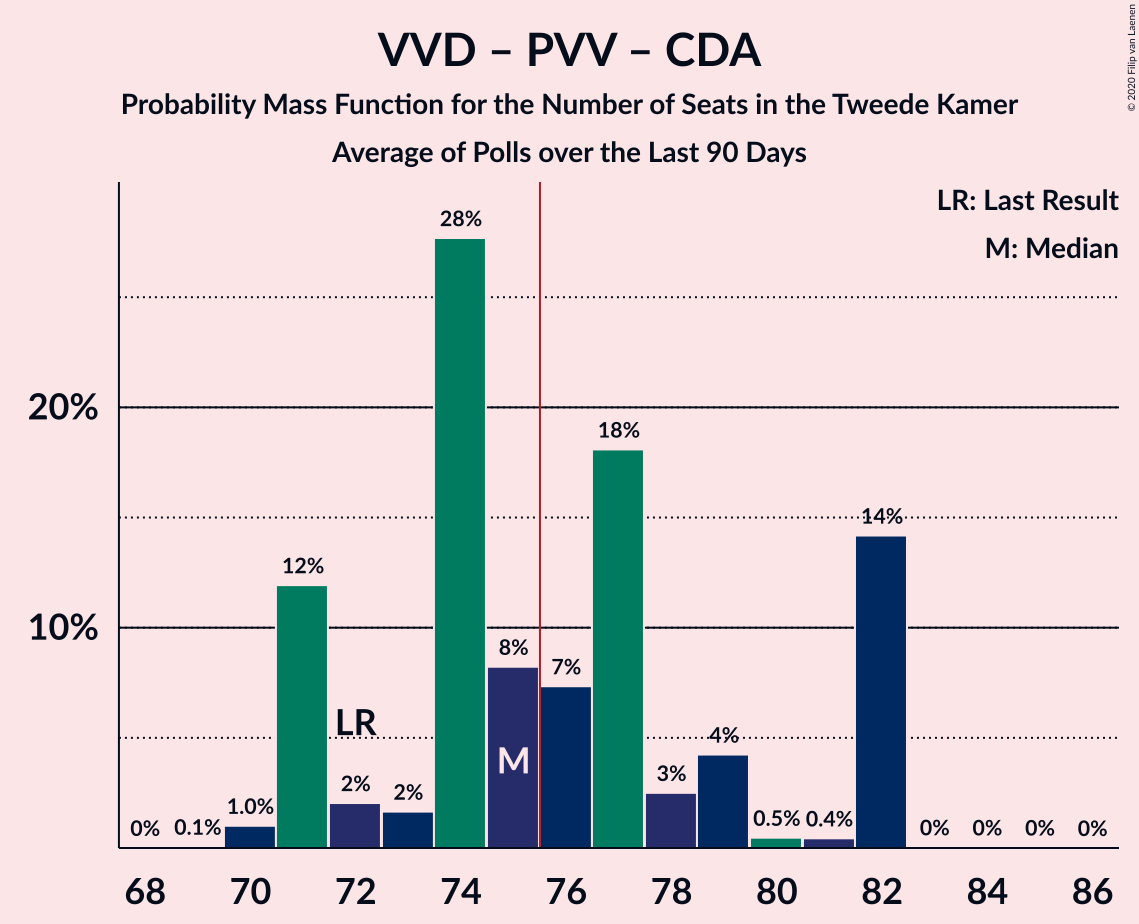 VVD – PVV – CDA
Probability Mass Function for the Number of Seats in the Tweede Kamer
Average of Polls over the Last 90 Days
© 2020 Filip van Laenen
LR: Last Result
M: Median
20%
10%
0%
0.1%
1.0%
12%
2%
2%
28%
8%
7%
18%
3%
4%
0.5%
0.4%
14%
0%
0%
0%
0%
LR
M
68 70 72 74 76 78 80 82 84 86